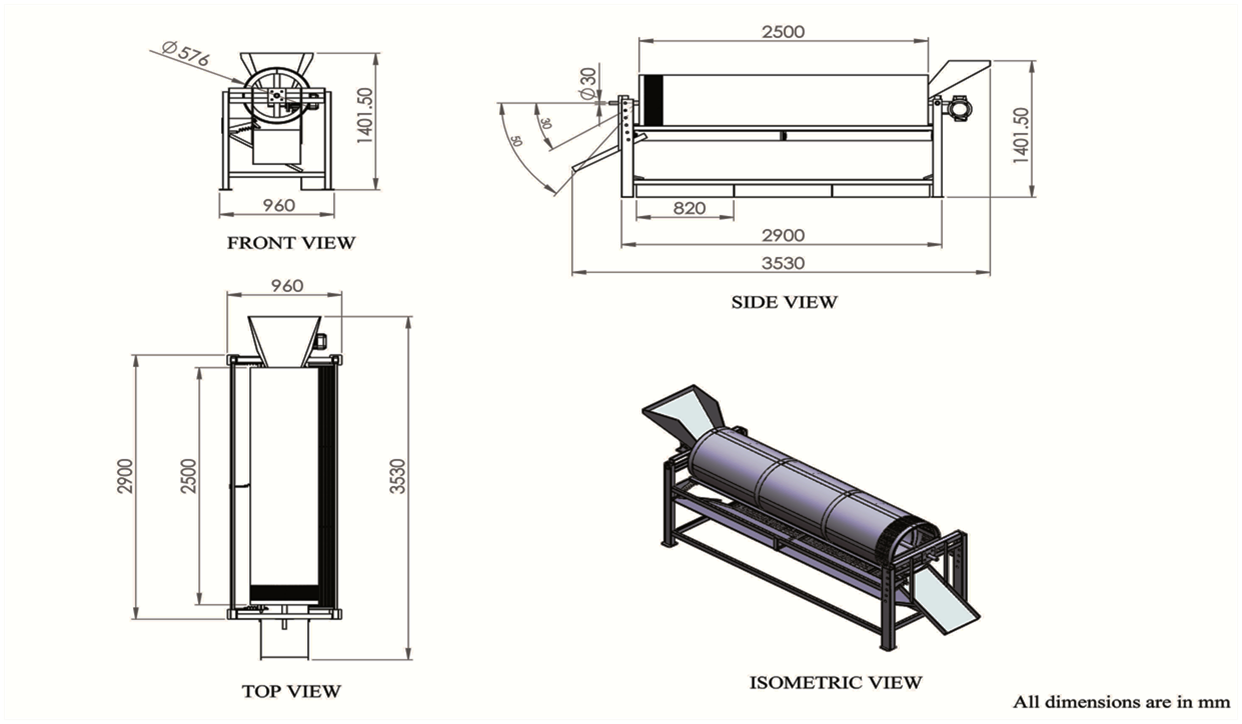 Ø576
1401.50
960
FRONT VIEW
2500
Ø30
30
50
1401.50
820
2900
3530
SIDE VIEW
960
2900
2500
3530
TOP VIEW
ISOMETRIC VIEW
All dimensions are in mm